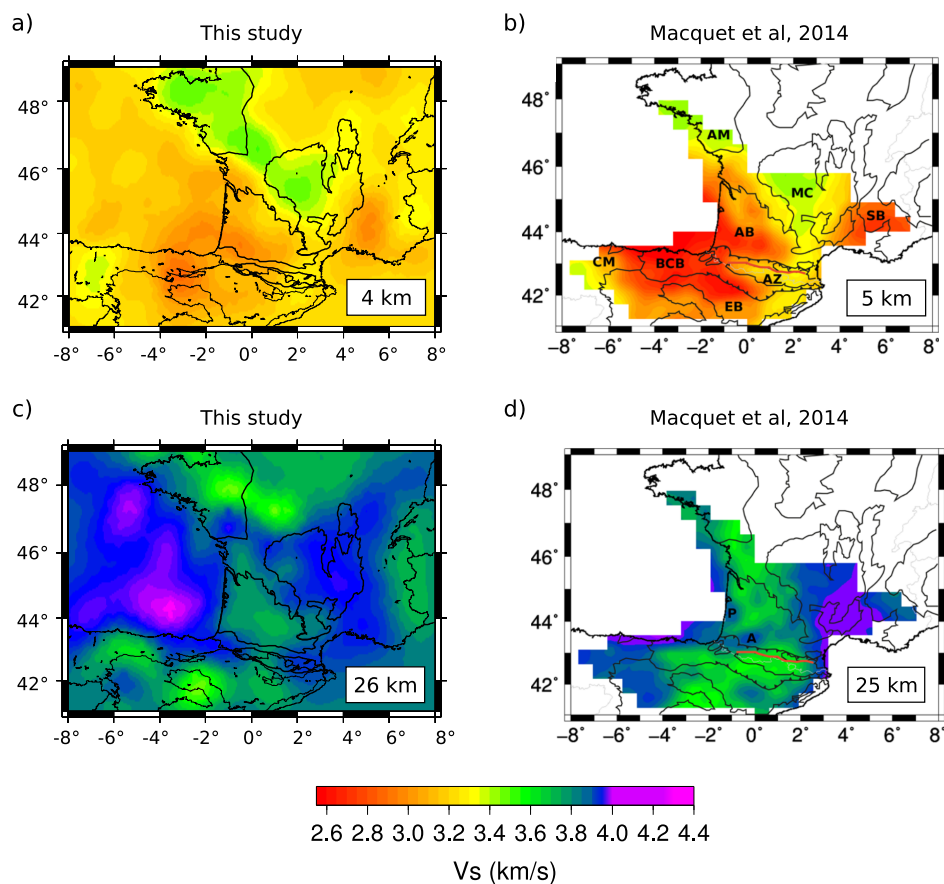 a)
This study
48°
46°
44°
42°
4 km
-8° -6° -4° -2° 0° 2° 4° 6° 8°
b)
Macquet et al, 2014
48°
46°
44°
42°
AM
MC
SB
AB
CM
BCB
AZ
EB
5 km
−8° −6° −4° −2° 0° 2° 4° 6° 8°
c)
This study
48°
46°
44°
42°
26 km
-8° -6° -4° -2° 0° 2° 4° 6° 8°
d)
Macquet et al, 2014
48°
46°
44°
42°
P
A
25 km
−8° −6° −4° −2° 0° 2° 4° 6° 8°
2.6 2.8 3.0 3.2 3.4 3.6 3.8 4.0 4.2 4.4
Vs (km/s)